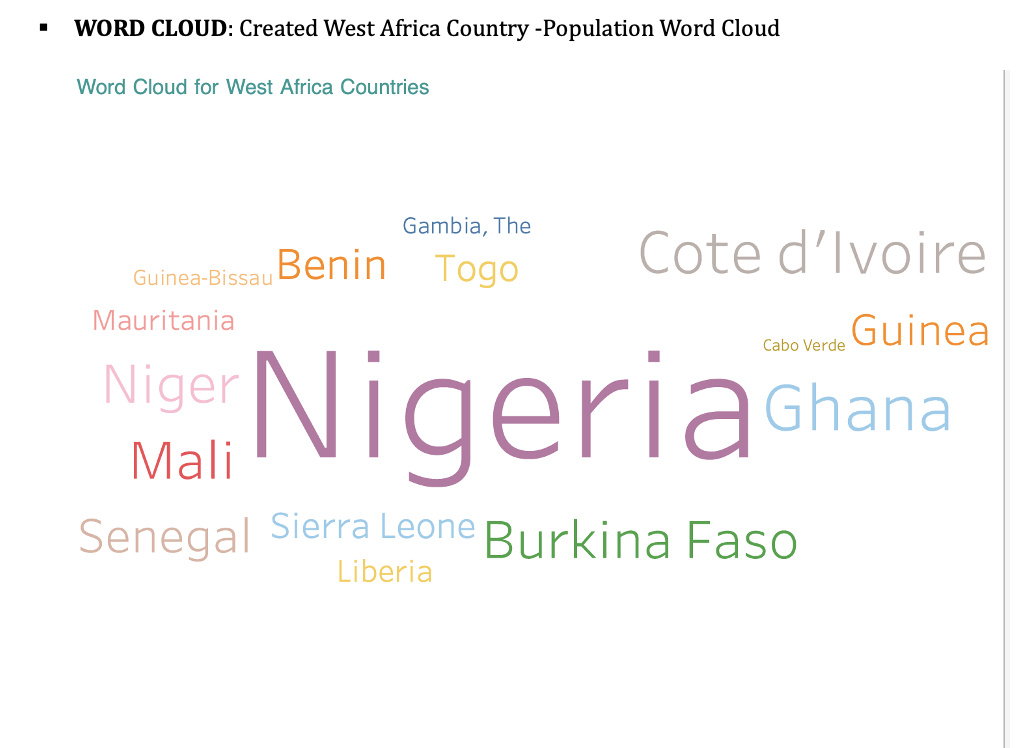 ▪ WORD CLOUD: Created West Africa Country -Population Word Cloud
Word Cloud for West Africa Countries
Gambia, The
Cote d’Ivoire
Guinea-Bissau
Benin
Togo
Mauritania
Cabo Verde
Guinea
Niger
Nigeria
Ghana
Mali
Senegal
Sierra Leone
Burkina Faso
Liberia